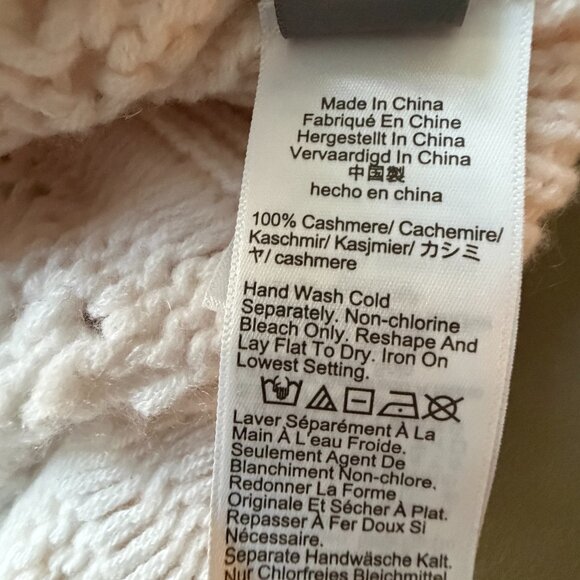 Made In China
Fabriqué En Chine
Hergestellt In China
Vervaardigd In China
中国製
hecho en china
100% Cashmere/ Cachemire/
Kaschmir/ Kasjmier/ カシミ
ヤ/ cashmere
Hand Wash Cold
Separately. Non-chlorine
Bleach Only. Reshape And
Lay Flat To Dry. Iron On
Lowest Setting.
Laver Séparément À La
Main À L'eau Froide.
Seulement Agent De
Blanchiment Non-chlore.
Redonner La Forme
Originale Et Sécher À Plat.
Repasser À Fer Doux Si
Nécessaire.
Separate Handwäsche Kalt.
Nur Chlorfreies Bleichmittel